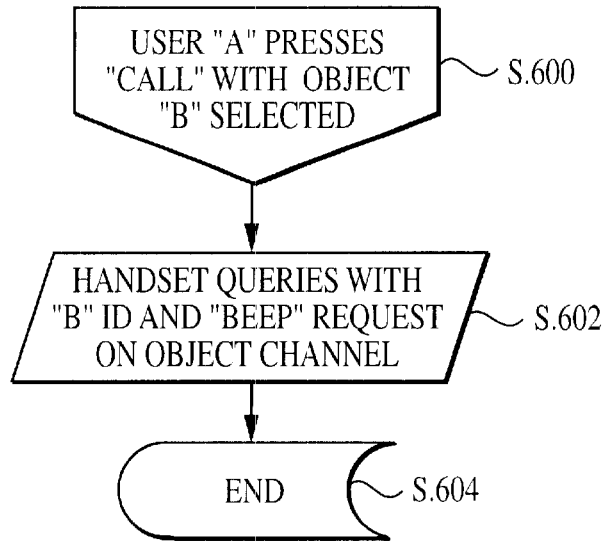 USER "A" PRESSES
"CALL" WITH OBJECT
"B" SELECTED
S.600
HANDSET QUERIES WITH
"B" ID AND "BEEP" REQUEST
ON OBJECT CHANNEL
S.602
END
S.604